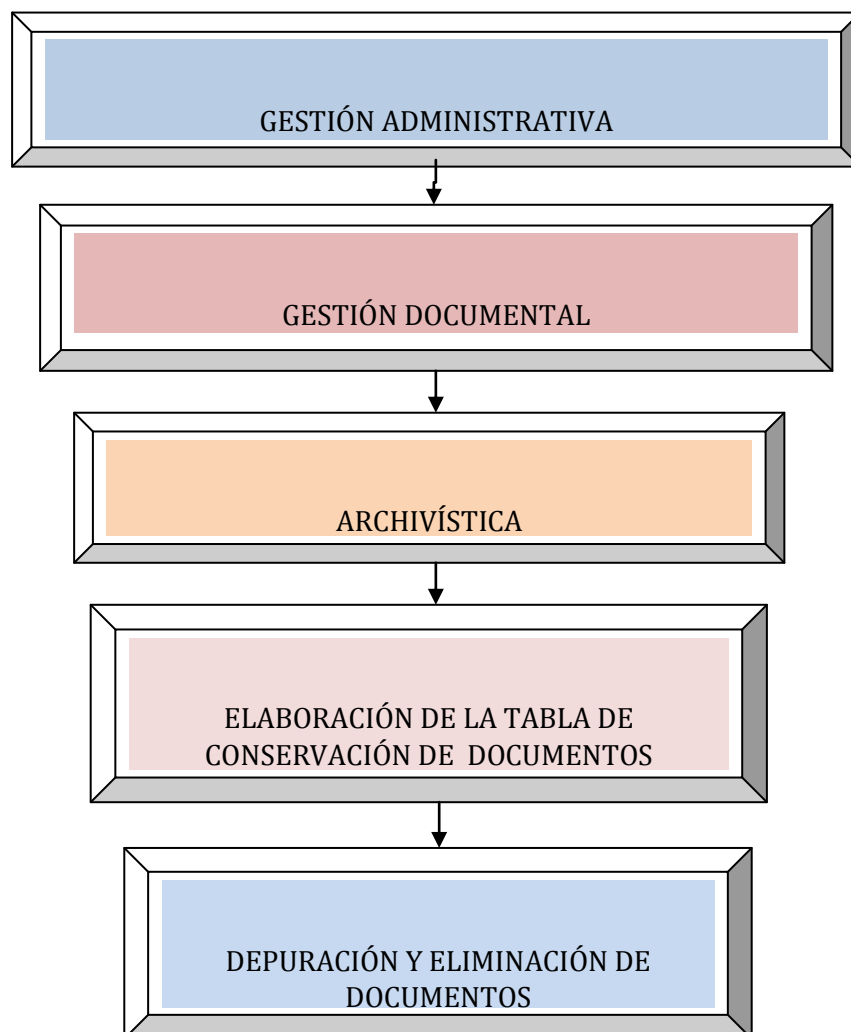 GESTIÓN ADMINISTRATIVA
GESTIÓN DOCUMENTAL
ARCHIVÍSTICA
ELABORACIÓN DE LA TABLA DE
CONSERVACIÓN DE  DOCUMENTOS
DEPURACIÓN Y ELIMINACIÓN DE
DOCUMENTOS